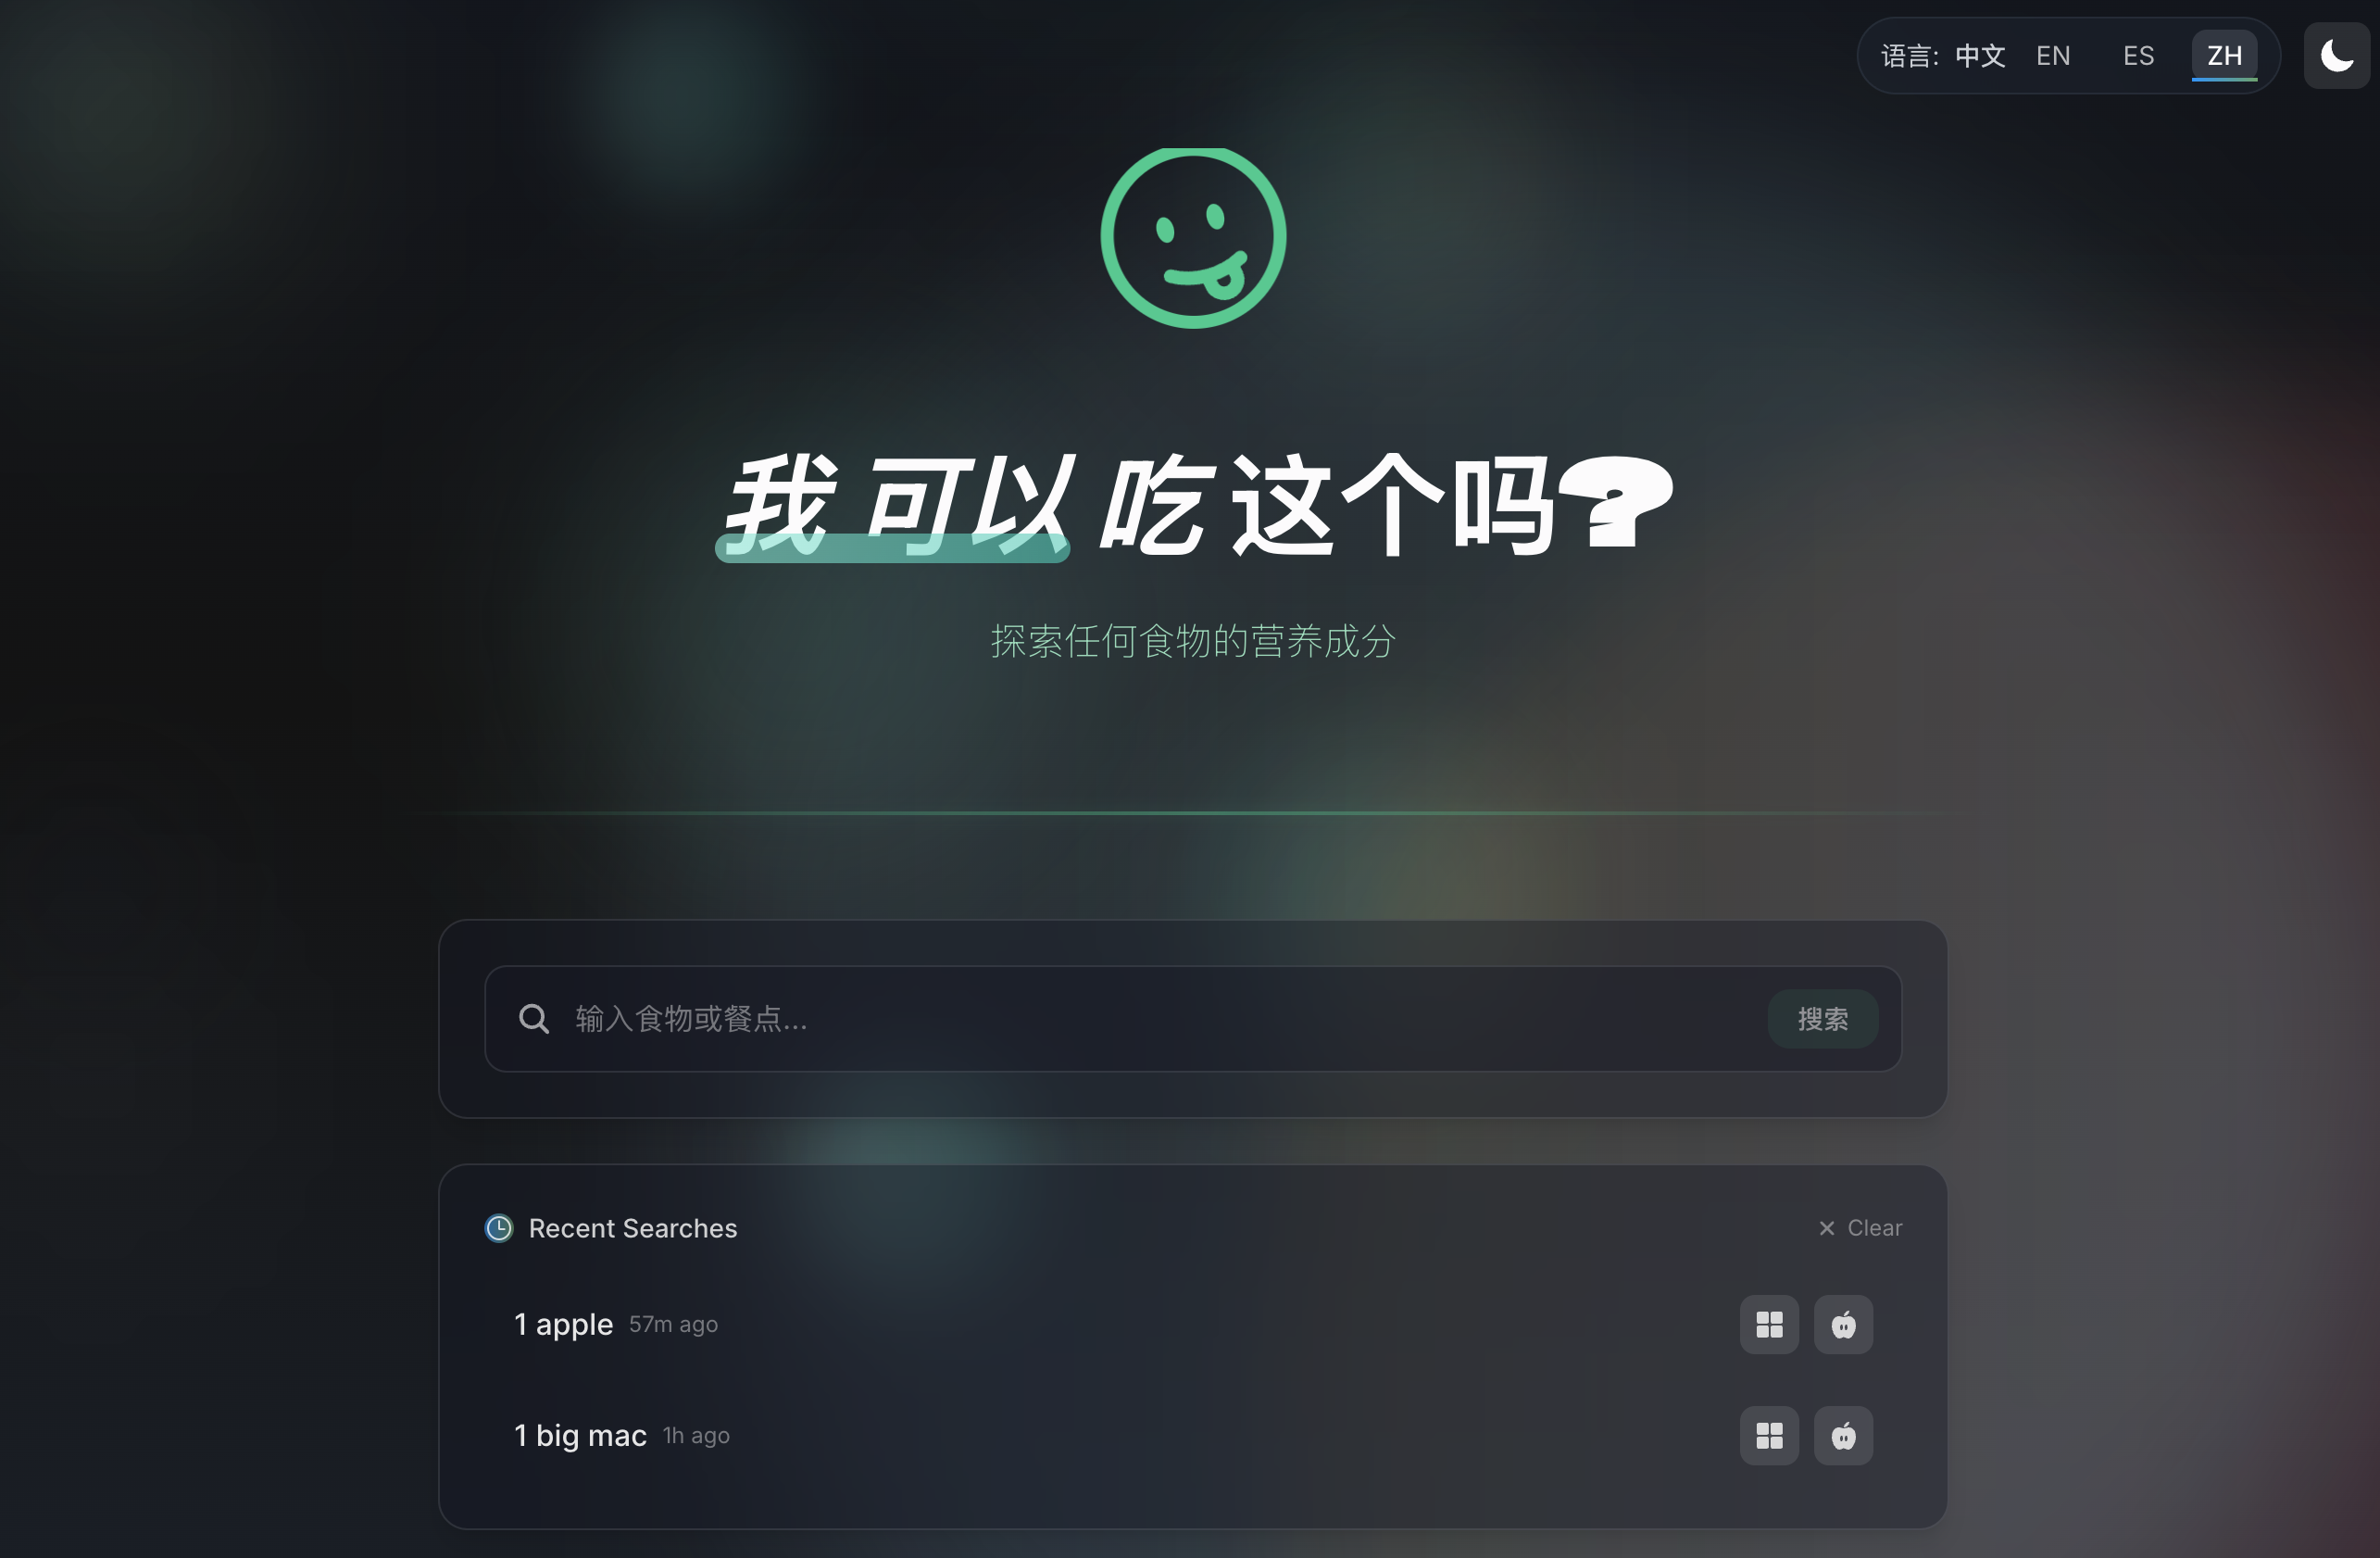 语言: 中文 EN ES ZH
我 可以 吃 这个吗?
探索任何食物的营养成分
输入食物或餐点... 搜索
Recent Searches Clear
1 apple 57m ago
1 big mac 1h ago